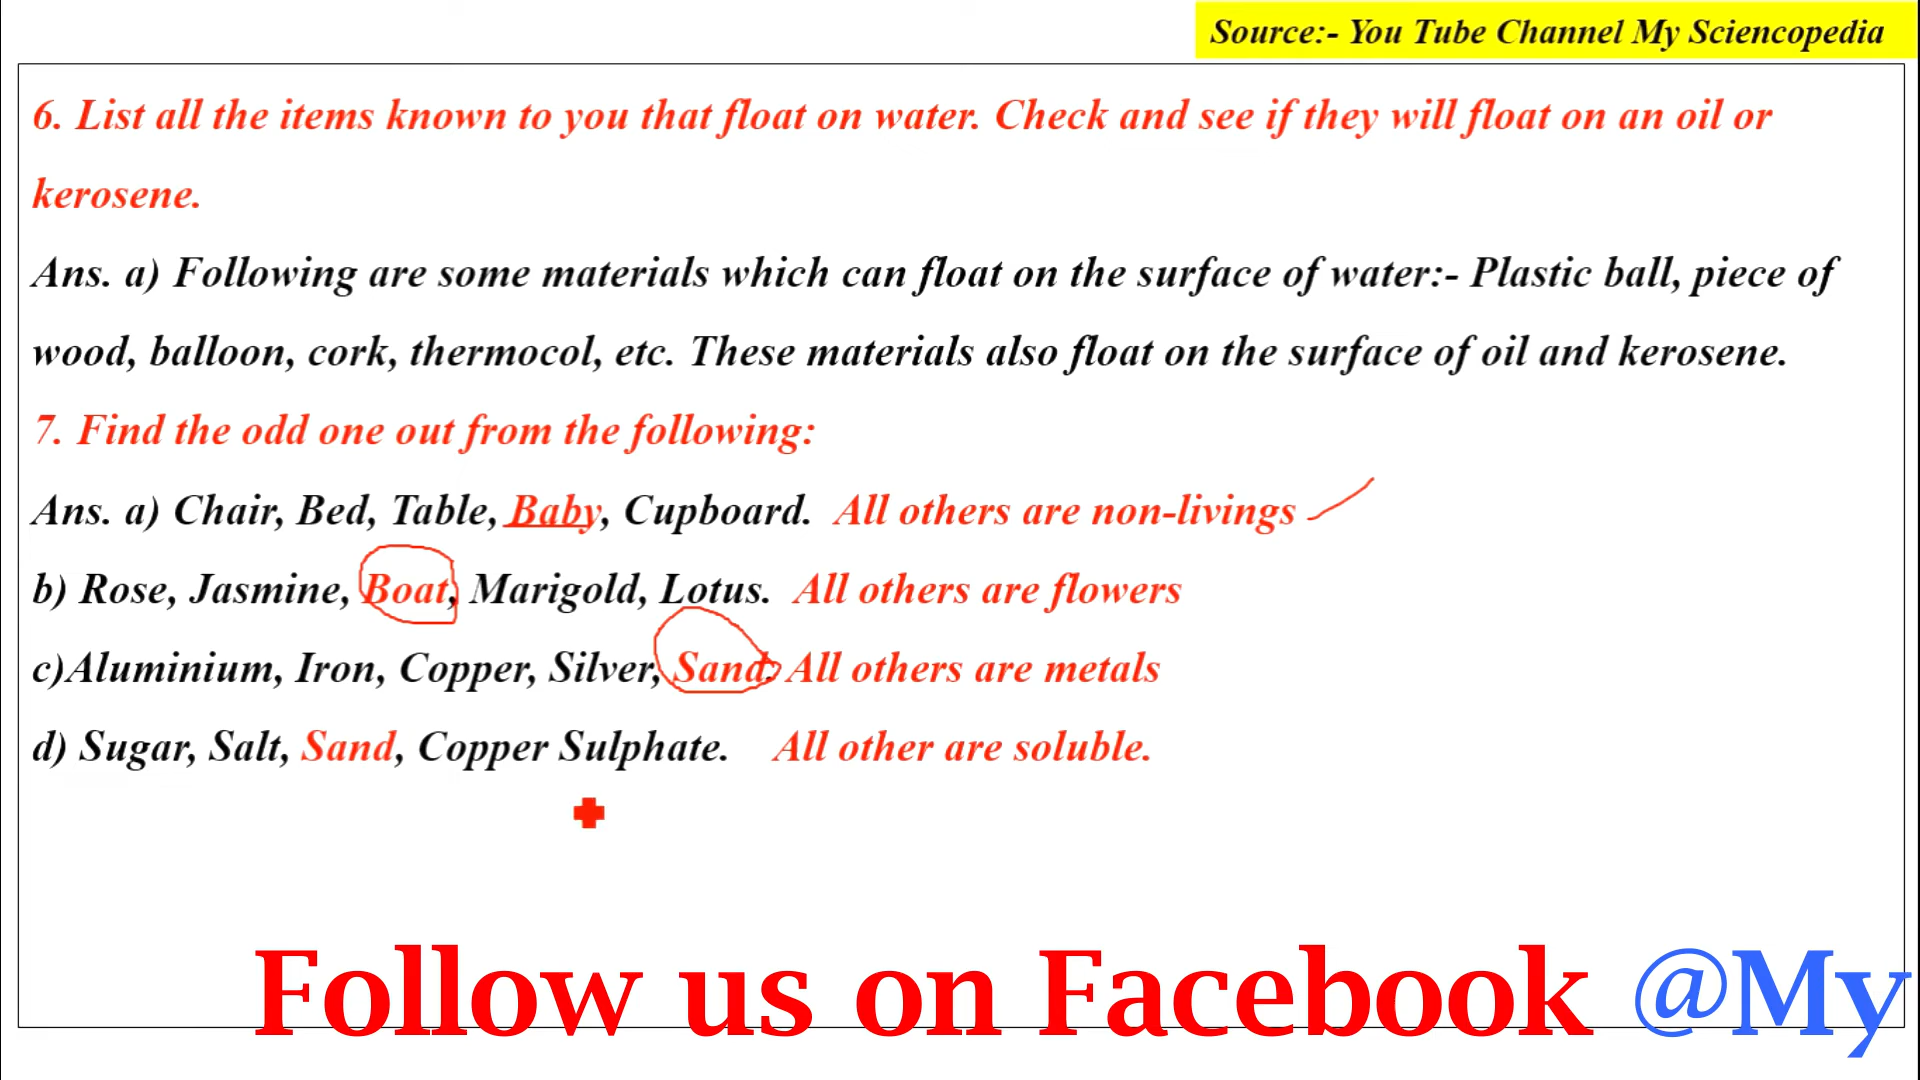 Source:- You Tube Channel My Sciencopedia
6. List all the items known to you that float on water. Check and see if they will float on an oil or
kerosene.
Ans. a) Following are some materials which can float on the surface of water:- Plastic ball, piece of
wood, balloon, cork, thermocol, etc. These materials also float on the surface of oil and kerosene.
7. Find the odd one out from the following:
Ans. a) Chair, Bed, Table, Baby, Cupboard. All others are non-livings
b) Rose, Jasmine, Boat, Marigold, Lotus. All others are flowers
c)Aluminium, Iron, Copper, Silver, Sand. All others are metals
d) Sugar, Salt, Sand, Copper Sulphate. All other are soluble.
Follow us on Facebook @My